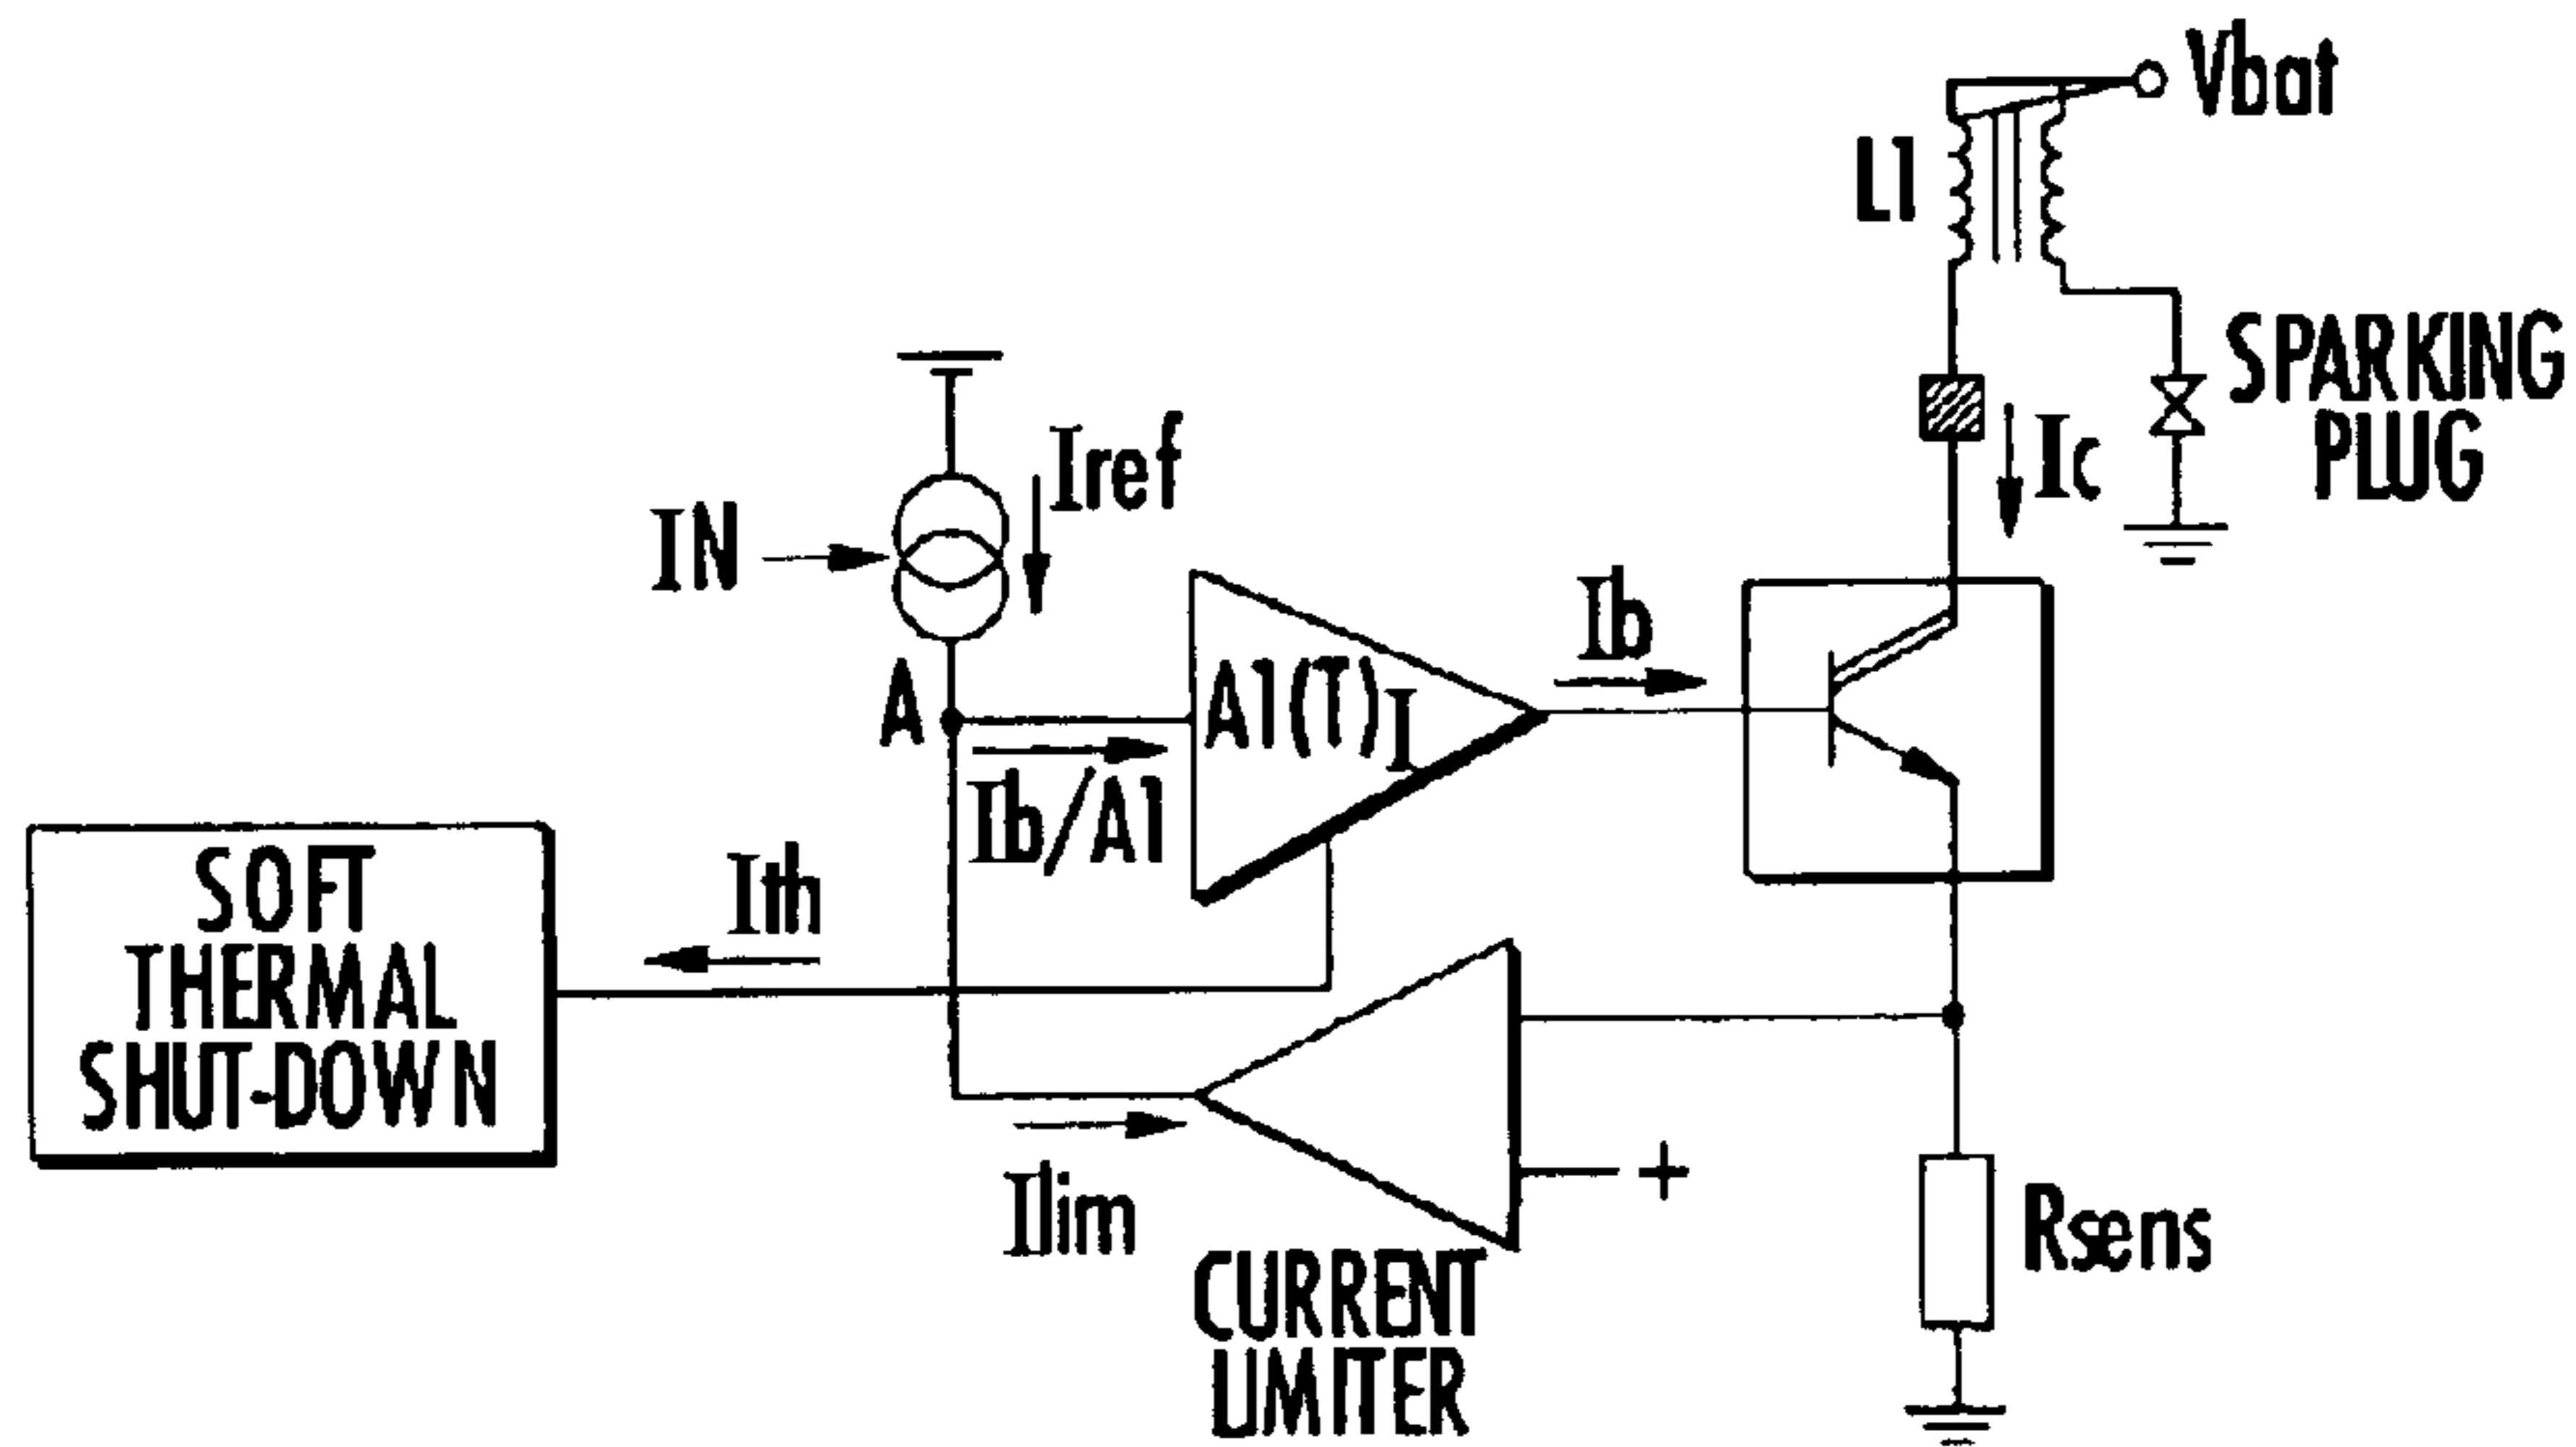 Vbat
L1
SPARKING
PLUG
Iref
Ic
IN
Ib
A
A1(T)I
Ib/A1
SOFT
THERMAL
SHUT-DOWN
Ith
+
Ilim
Rsens
CURRENT
LIMITER